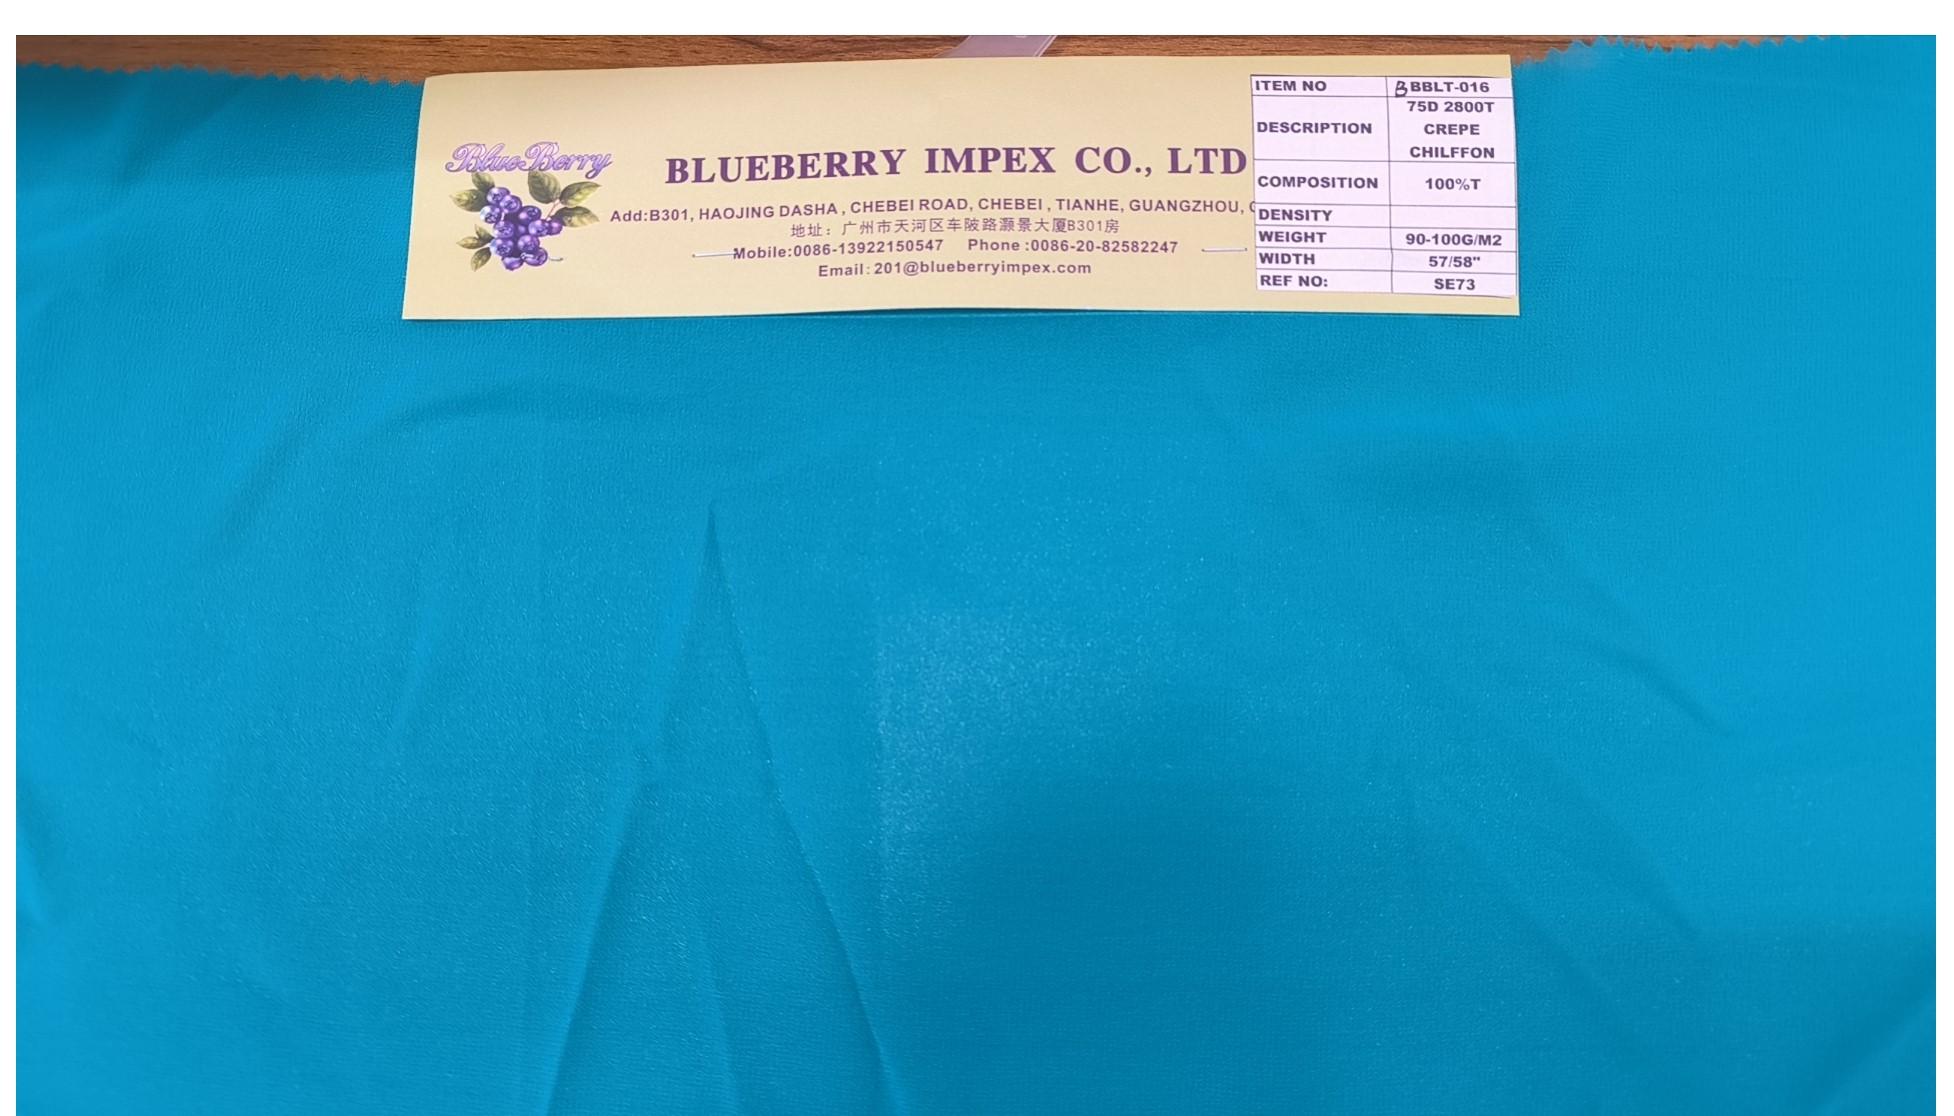 BlueBerry
BLUEBERRY IMPEX CO., LTD
Add:B301, HAOJING DASHA , CHEBEI ROAD, CHEBEI , TIANHE, GUANGZHOU,
地址：广州市天河区车陂路灏景大厦B301房
Mobile:0086-13922150547 Phone :0086-20-82582247
Email: 201@blueberryimpex.com
ITEM NO BBBLT-016
DESCRIPTION 75D 2800T
CREPE
CHILFFON
COMPOSITION 100%T
DENSITY
WEIGHT 90-100G/M2
WIDTH 57/58"
REF NO: SE73